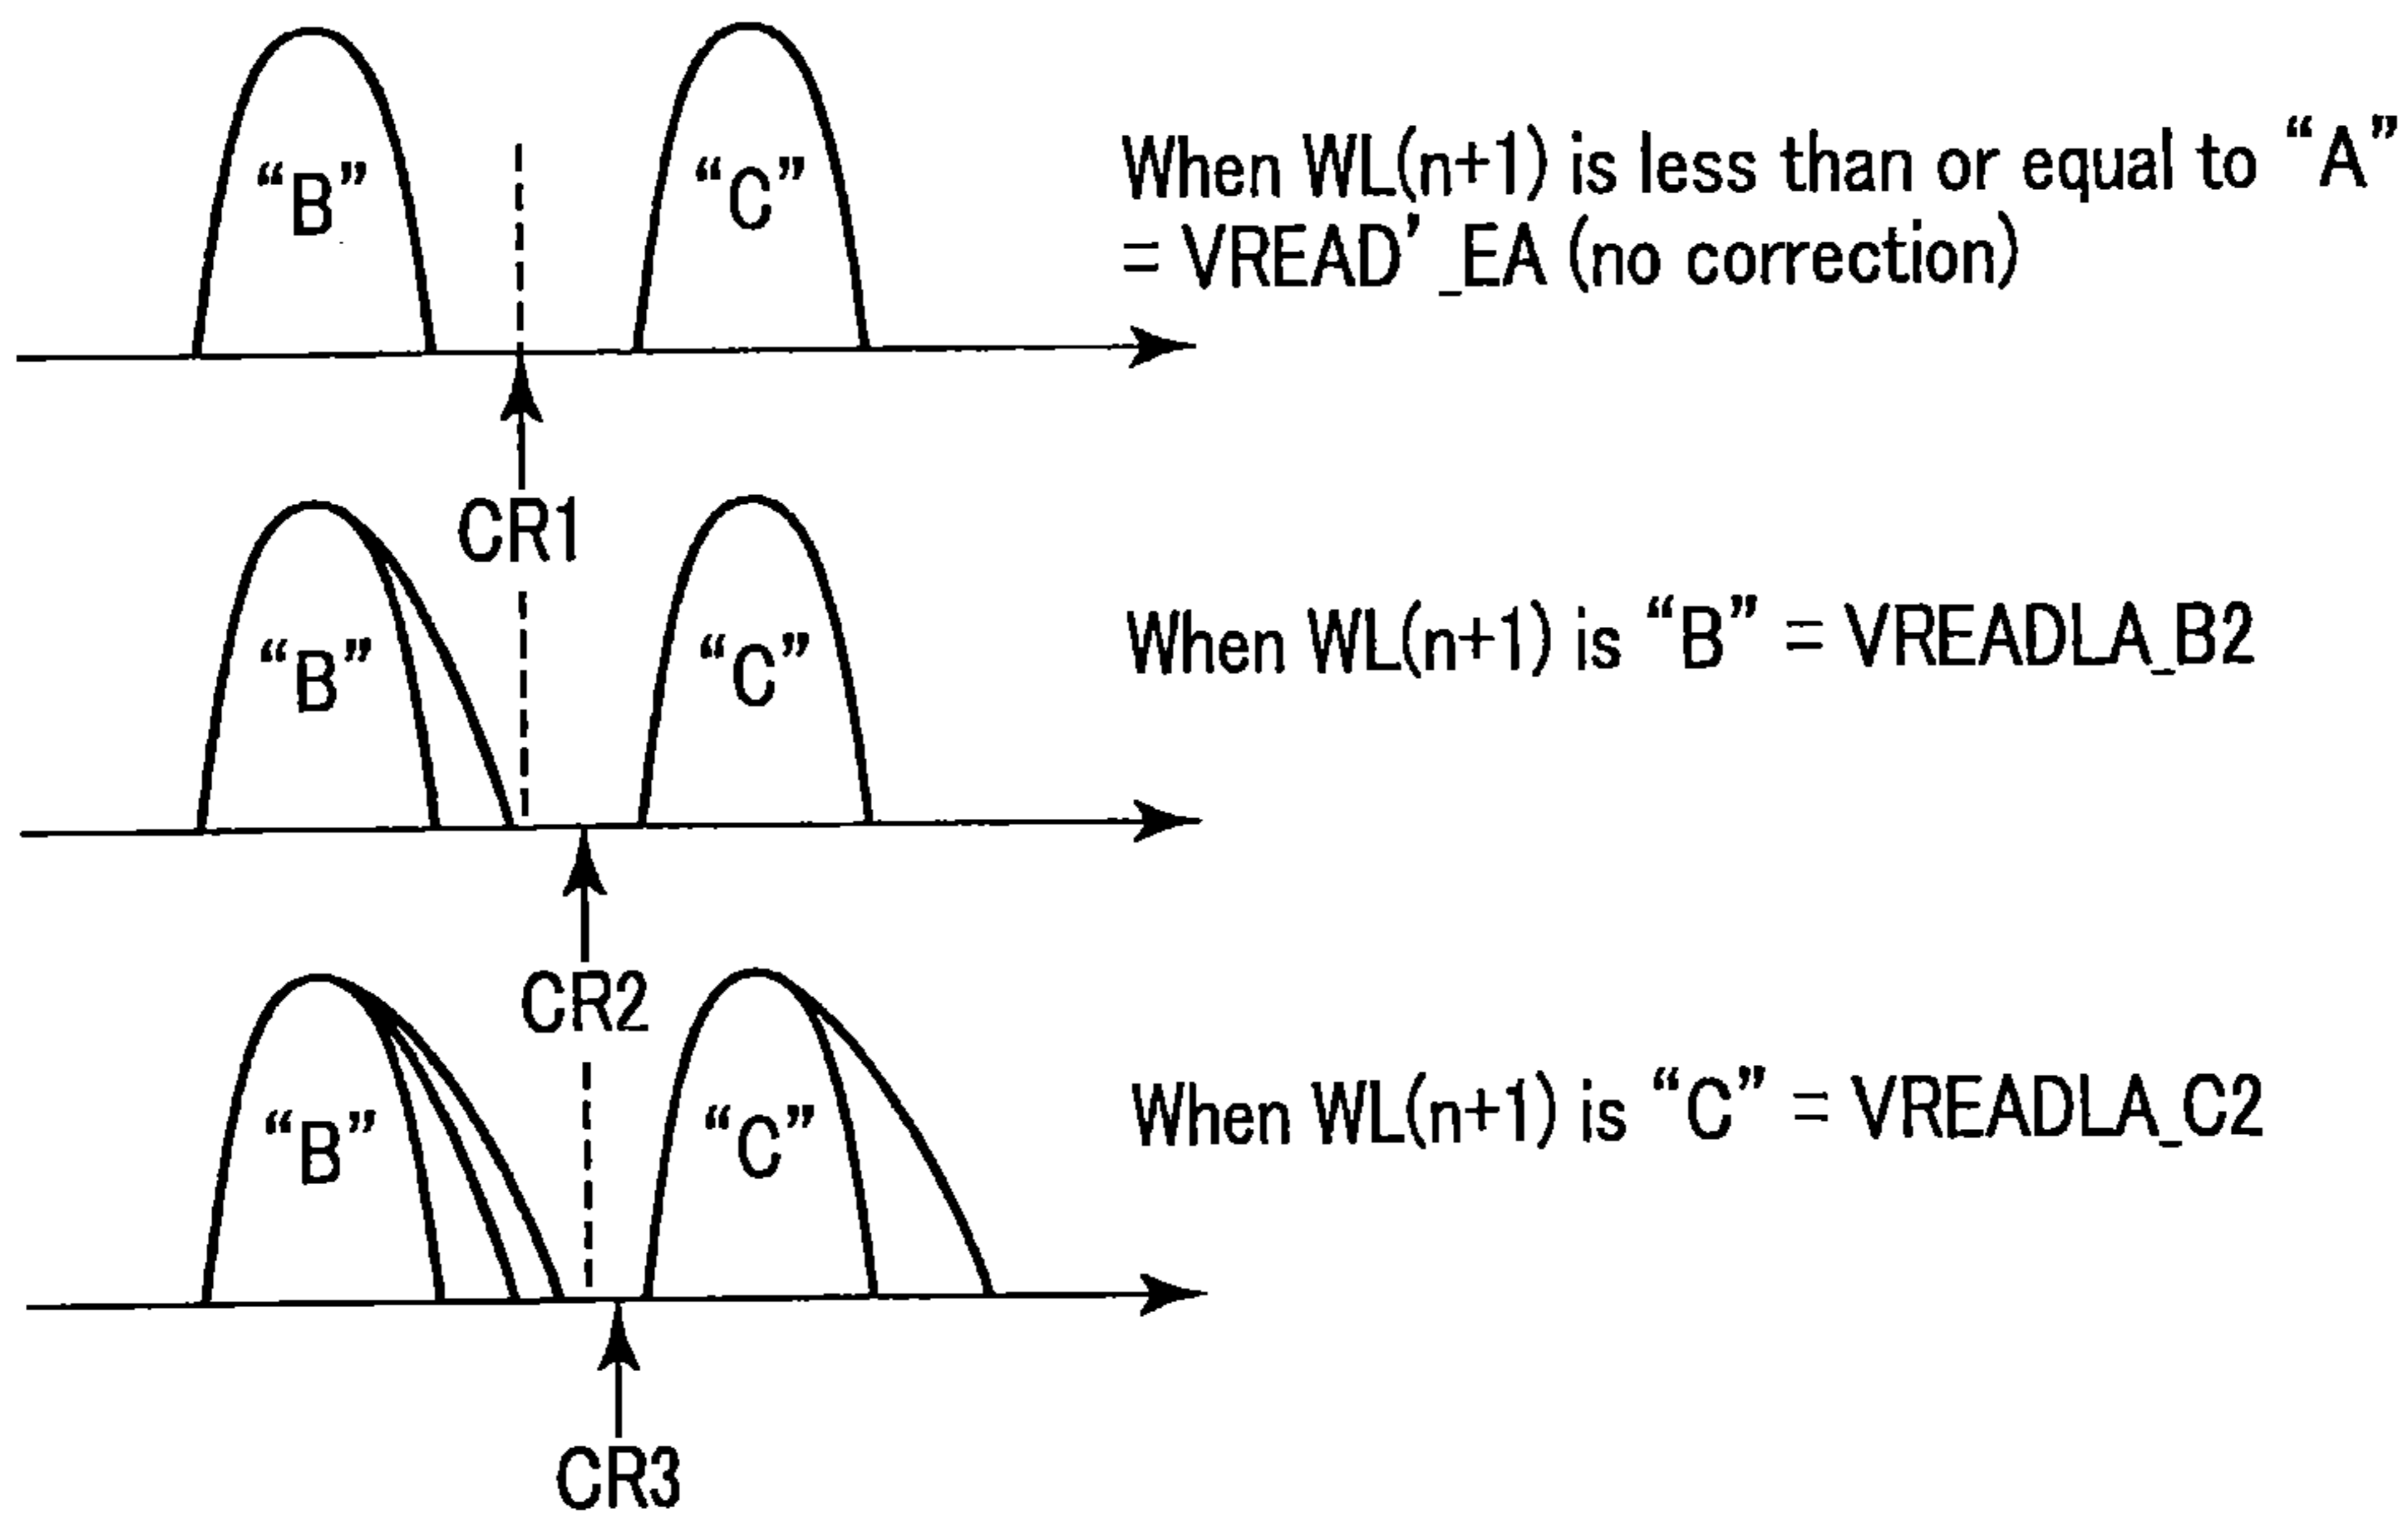 “B”
“C”
When WL(n+1) is less than or equal to “A”
= VREAD’_EA (no correction)
CR1
“B”
“C”
When WL(n+1) is “B” = VREADLA_B2
CR2
“B”
“C”
When WL(n+1) is “C” = VREADLA_C2
CR3